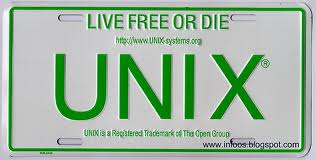 LIVE FREE OR DIE
http://www.UNIX-systems.org
UNIX®
UNIX is a Registered Trademark of The Open Group
www.infoos.blogspot.com